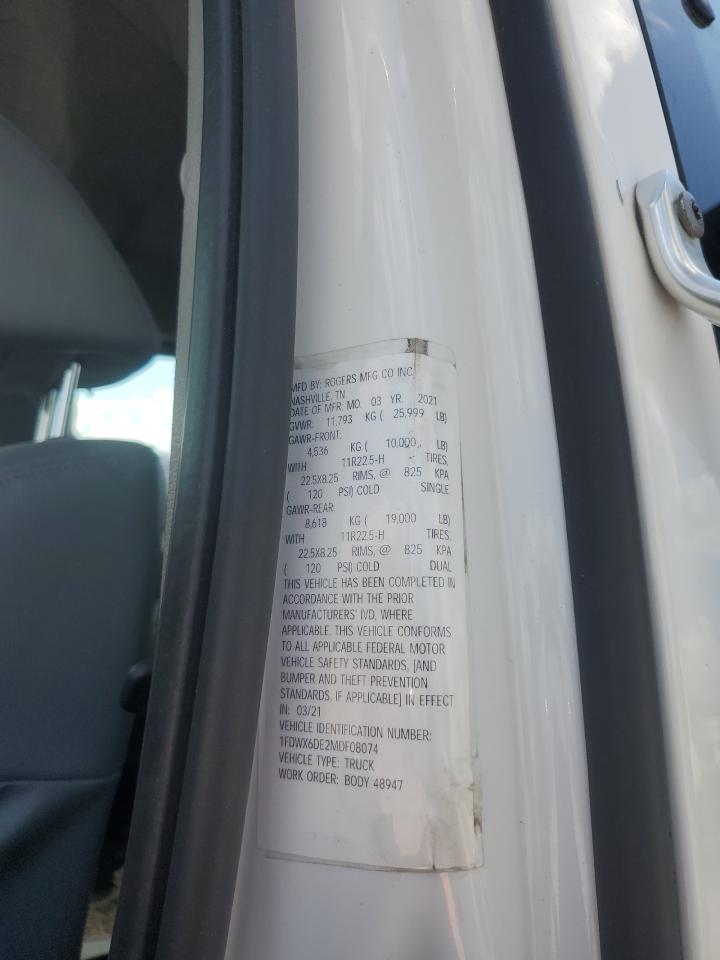 MFD BY: ROGERS MFG CO INC
NASHVILLE, TN
DATE OF MFR: MO. 03 YR. 2021
GVWR: 11,793 KG ( 25,999 LB)
GAWR-FRONT:
4,536 KG ( 10,000 LB)
WITH 11R22.5-H TIRES,
22.5X8.25 RIMS, @ 825 KPA
( 120 PSI) COLD SINGLE
GAWR-REAR:
8,618 KG ( 19,000 LB)
WITH 11R22.5-H TIRES,
22.5X8.25 RIMS, @ 825 KPA
( 120 PSI) COLD DUAL
THIS VEHICLE HAS BEEN COMPLETED IN
ACCORDANCE WITH THE PRIOR
MANUFACTURERS' IVD, WHERE
APPLICABLE. THIS VEHICLE CONFORMS
TO ALL APPLICABLE FEDERAL MOTOR
VEHICLE SAFETY STANDARDS, [AND
BUMPER AND THEFT PREVENTION
STANDARDS, IF APPLICABLE] IN EFFECT
IN: 03/21
VEHICLE IDENTIFICATION NUMBER:
1FDWX6DE2MDF08074
VEHICLE TYPE: TRUCK
WORK ORDER: BODY 48947